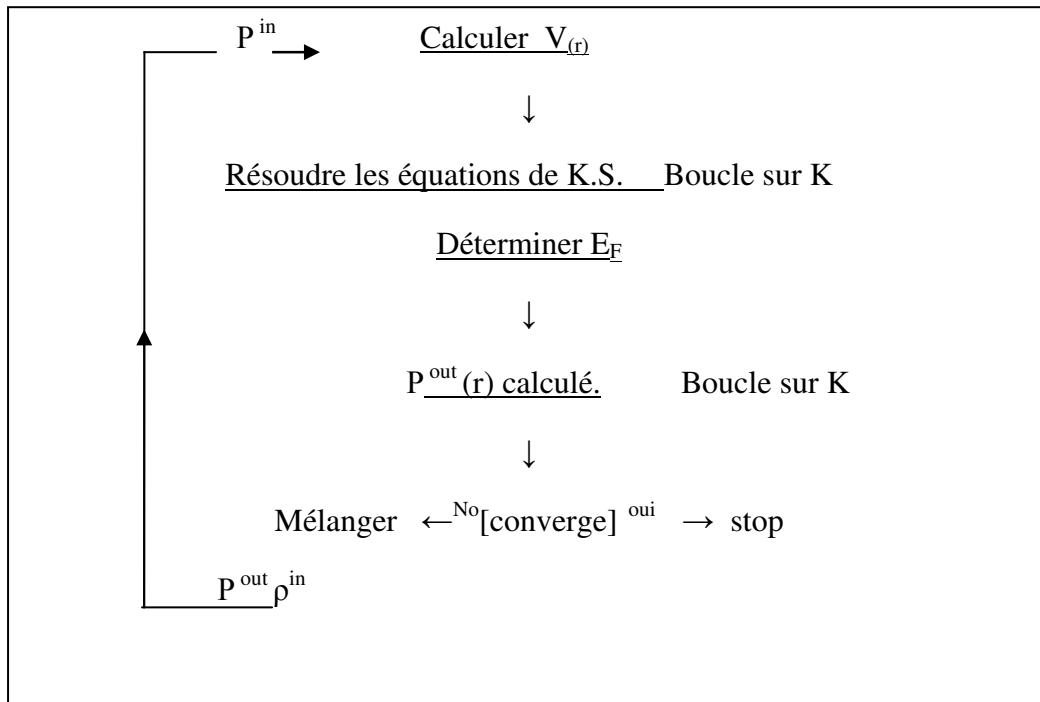 P in Calculer V(r)
↓
Résoudre les équations de K.S. Boucle sur K
Déterminer EF
↓
P out (r) calculé. Boucle sur K
↓
Mélanger ← No [converge] oui → stop
P out ρ in